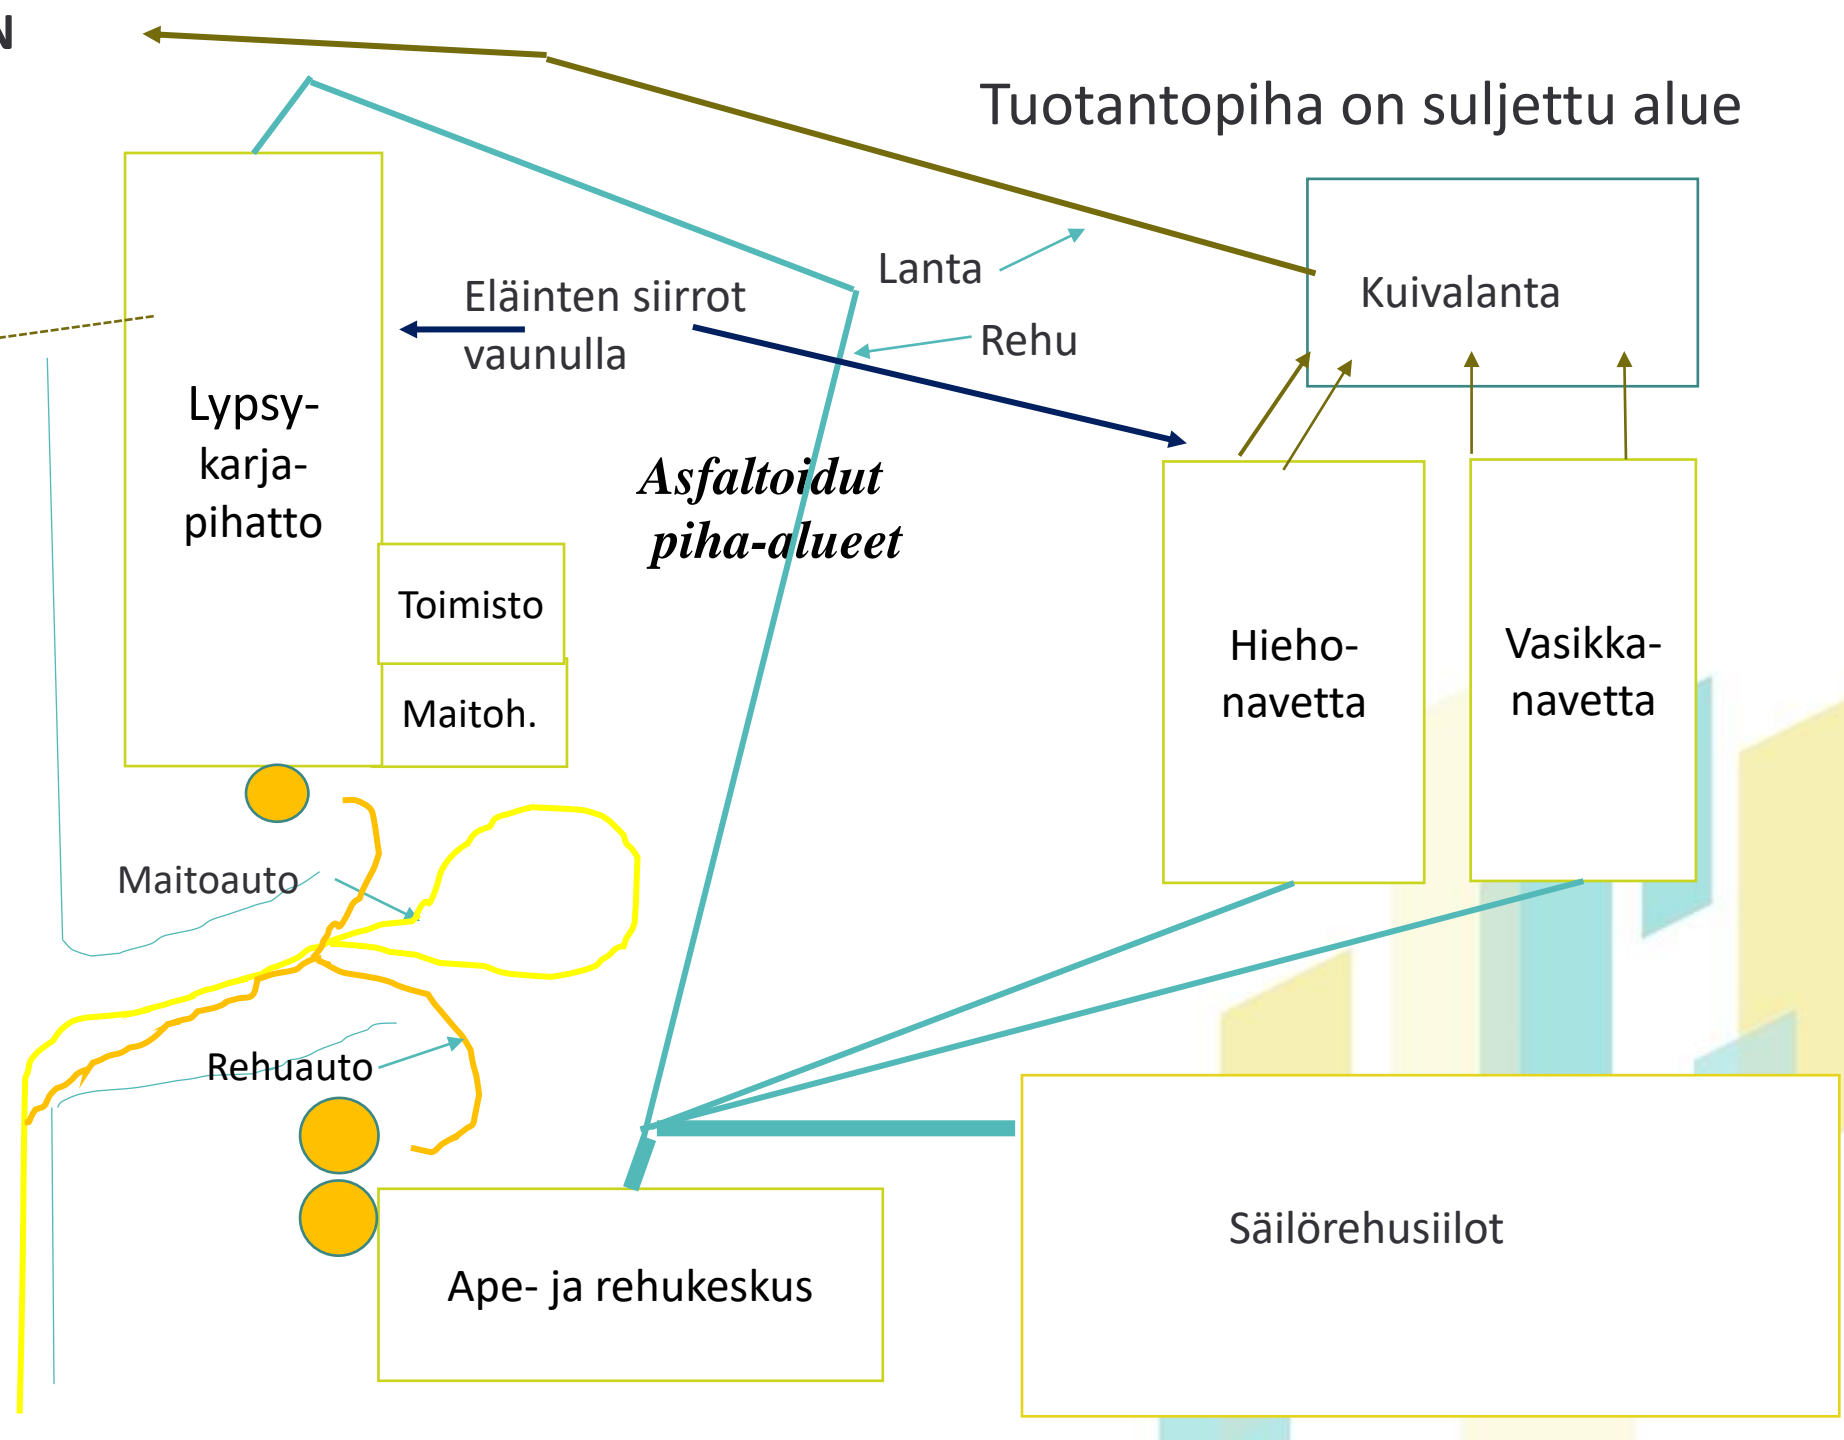 N
Tuotantopiha on suljettu alue
Lanta
Kuivalanta
Eläinten siirrot
vaunulla
Rehu
Lypsy-
karja-
pihatto
Asfaltoidut
piha-alueet
Toimisto
Maitoh.
Hieho-
navetta
Vasikka-
navetta
Maitoauto
Rehuauto
Säilörehusiilot
Ape- ja rehukeskus